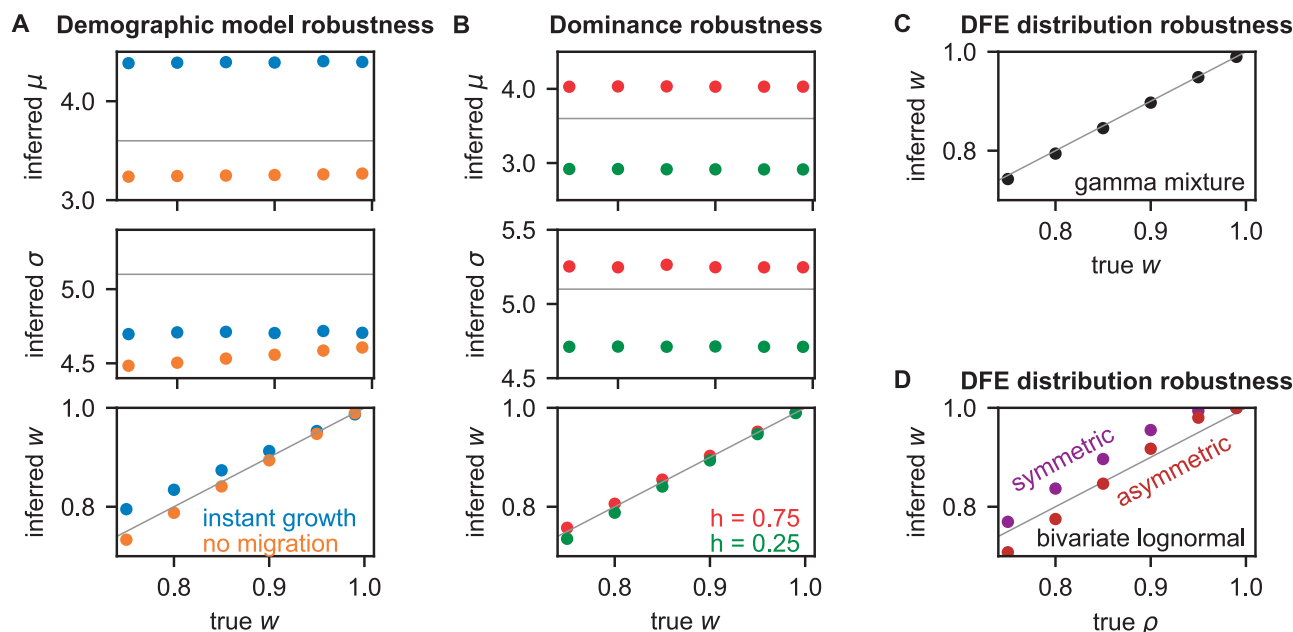 A Demographic model robustness
inferred μ
4.0
3.0
inferred σ
5.0
4.5
inferred w
1.0
0.8
instant growth
no migration
0.8 0.9 1.0
true w
B Dominance robustness
inferred μ
4.0
3.0
inferred σ
5.5
5.0
4.5
inferred w
1.0
0.8
h = 0.75
h = 0.25
0.8 0.9 1.0
true w
C DFE distribution robustness
inferred w
1.0
0.8
gamma mixture
0.8 0.9 1.0
true w
D DFE distribution robustness
inferred w
1.0
0.8
symmetric
asymmetric
bivariate lognormal
0.8 0.9 1.0
true ρ